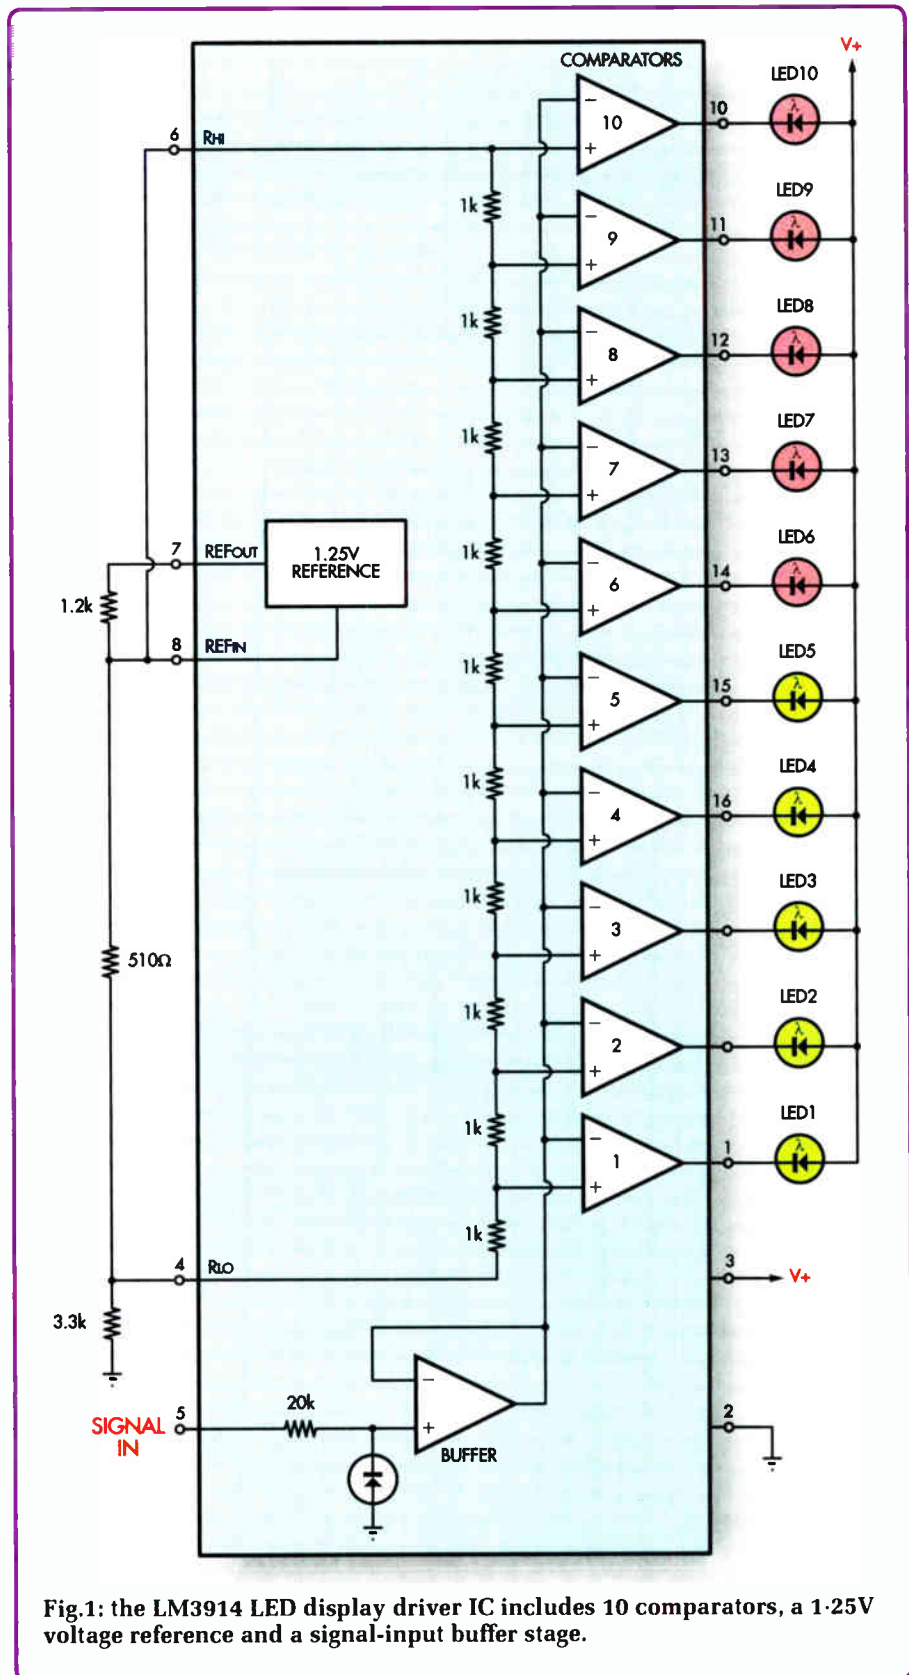 COMPARATORS
V+
LED10
10
10
−
+
6
RHI
1k
LED9
11
9
−
+
1k
LED8
12
8
−
+
1k
LED7
13
7
−
+
7
REFOUT
1.25V
REFERENCE
1k
LED6
14
6
−
+
1.2k
8
REFIN
1k
LED5
15
5
−
+
1k
LED4
16
4
−
+
1k
LED3
3
−
+
510Ω
1k
LED2
2
−
+
1k
LED1
1
1
−
+
1k
4
RLO
3
V+
3.3k
SIGNAL
IN
5
20k
−
+
BUFFER
2
λ
λ
λ
λ
λ
λ
λ
λ
λ
λ
Fig.1: the LM3914 LED display driver IC includes 10 comparators, a 1·25V
voltage reference and a signal-input buffer stage.